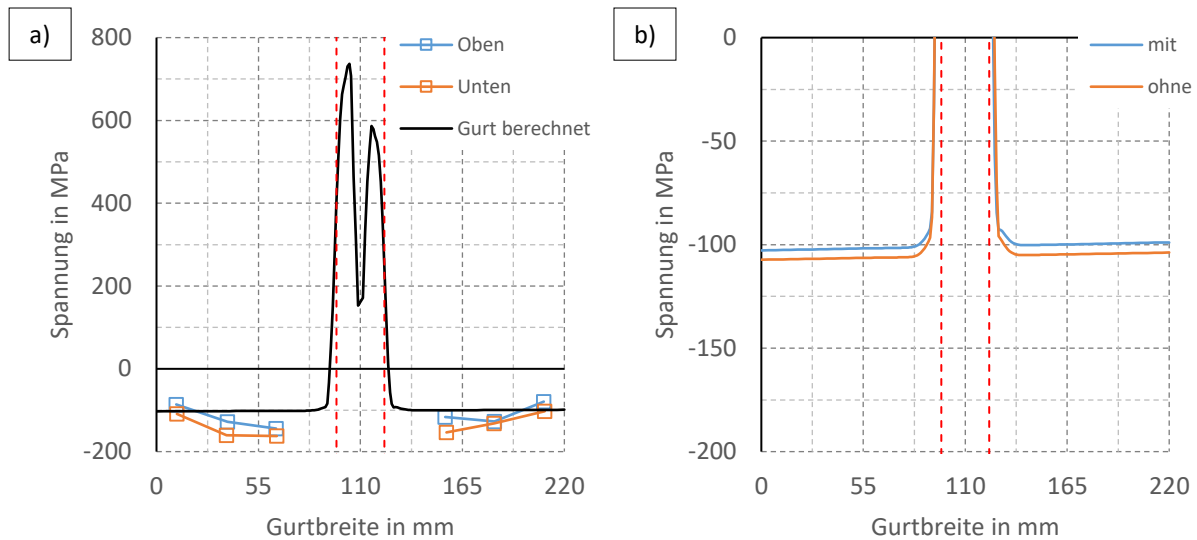 a)
800
600
400
200
0
-200
0 55 110 165 220
Spannung in MPa
Gurtbreite in mm
Oben
Unten
Gurt berechnet
b)
0
-50
-100
-150
-200
0 55 110 165 220
Spannung in MPa
Gurtbreite in mm
mit
ohne